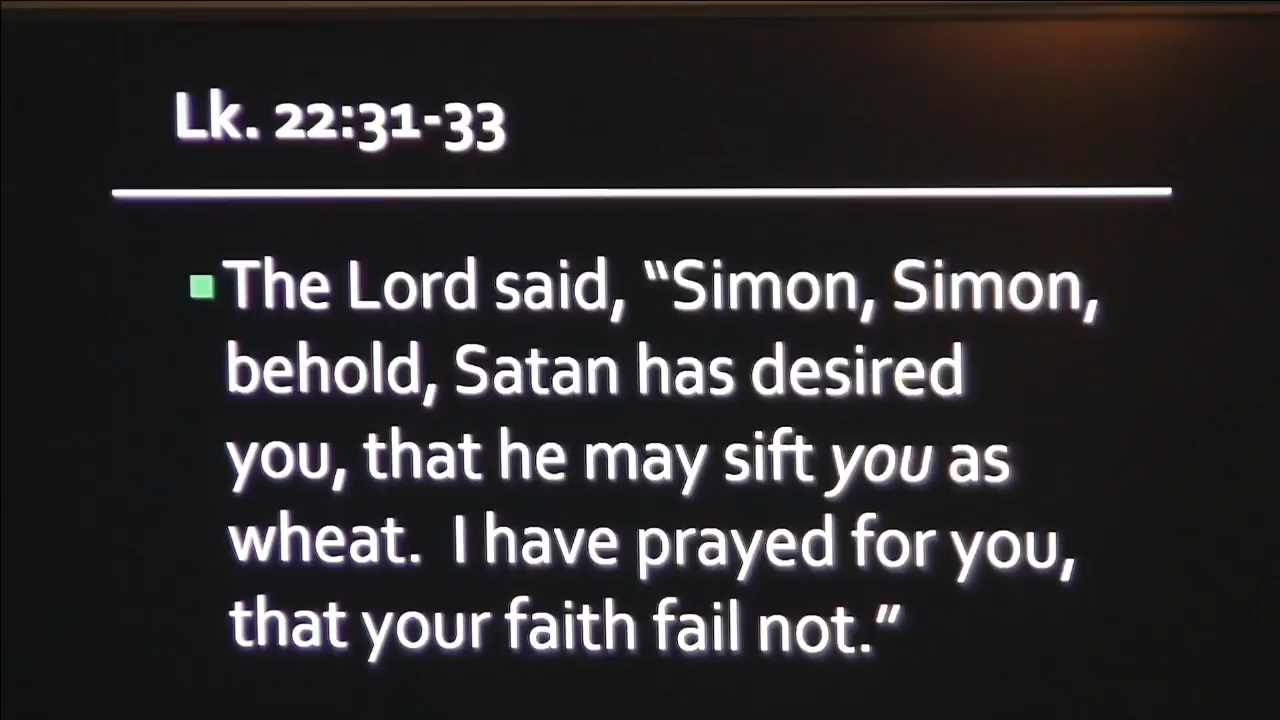 Lk. 22:31-33
The Lord said, “Simon, Simon,
behold, Satan has desired
you, that he may sift you as
wheat.  I have prayed for you,
that your faith fail not.”